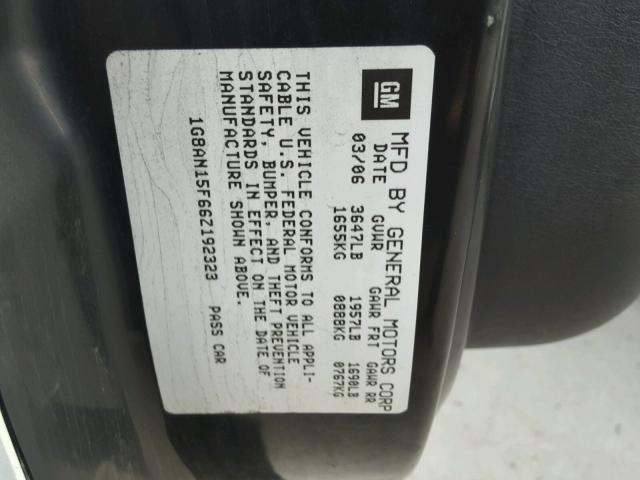 GM
MFD BY GENERAL MOTORS CORP
DATE GVWR GAWR FRT GAWR RR
03/06 3647LB 1957LB 1690LB
1655KG 0888KG 0767KG
THIS VEHICLE CONFORMS TO ALL APPLI-
CABLE U.S. FEDERAL MOTOR VEHICLE
SAFETY, BUMPER, AND THEFT PREVENTION
STANDARDS IN EFFECT ON THE DATE OF
MANUFACTURE SHOWN ABOVE.
1G8AN15F66Z192323 PASS CAR